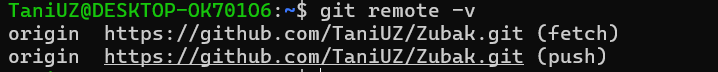 TaniUZ@DESKTOP-OK701O6:~$ git remote -v
origin  https://github.com/TaniUZ/Zubak.git (fetch)
origin  https://github.com/TaniUZ/Zubak.git (push)